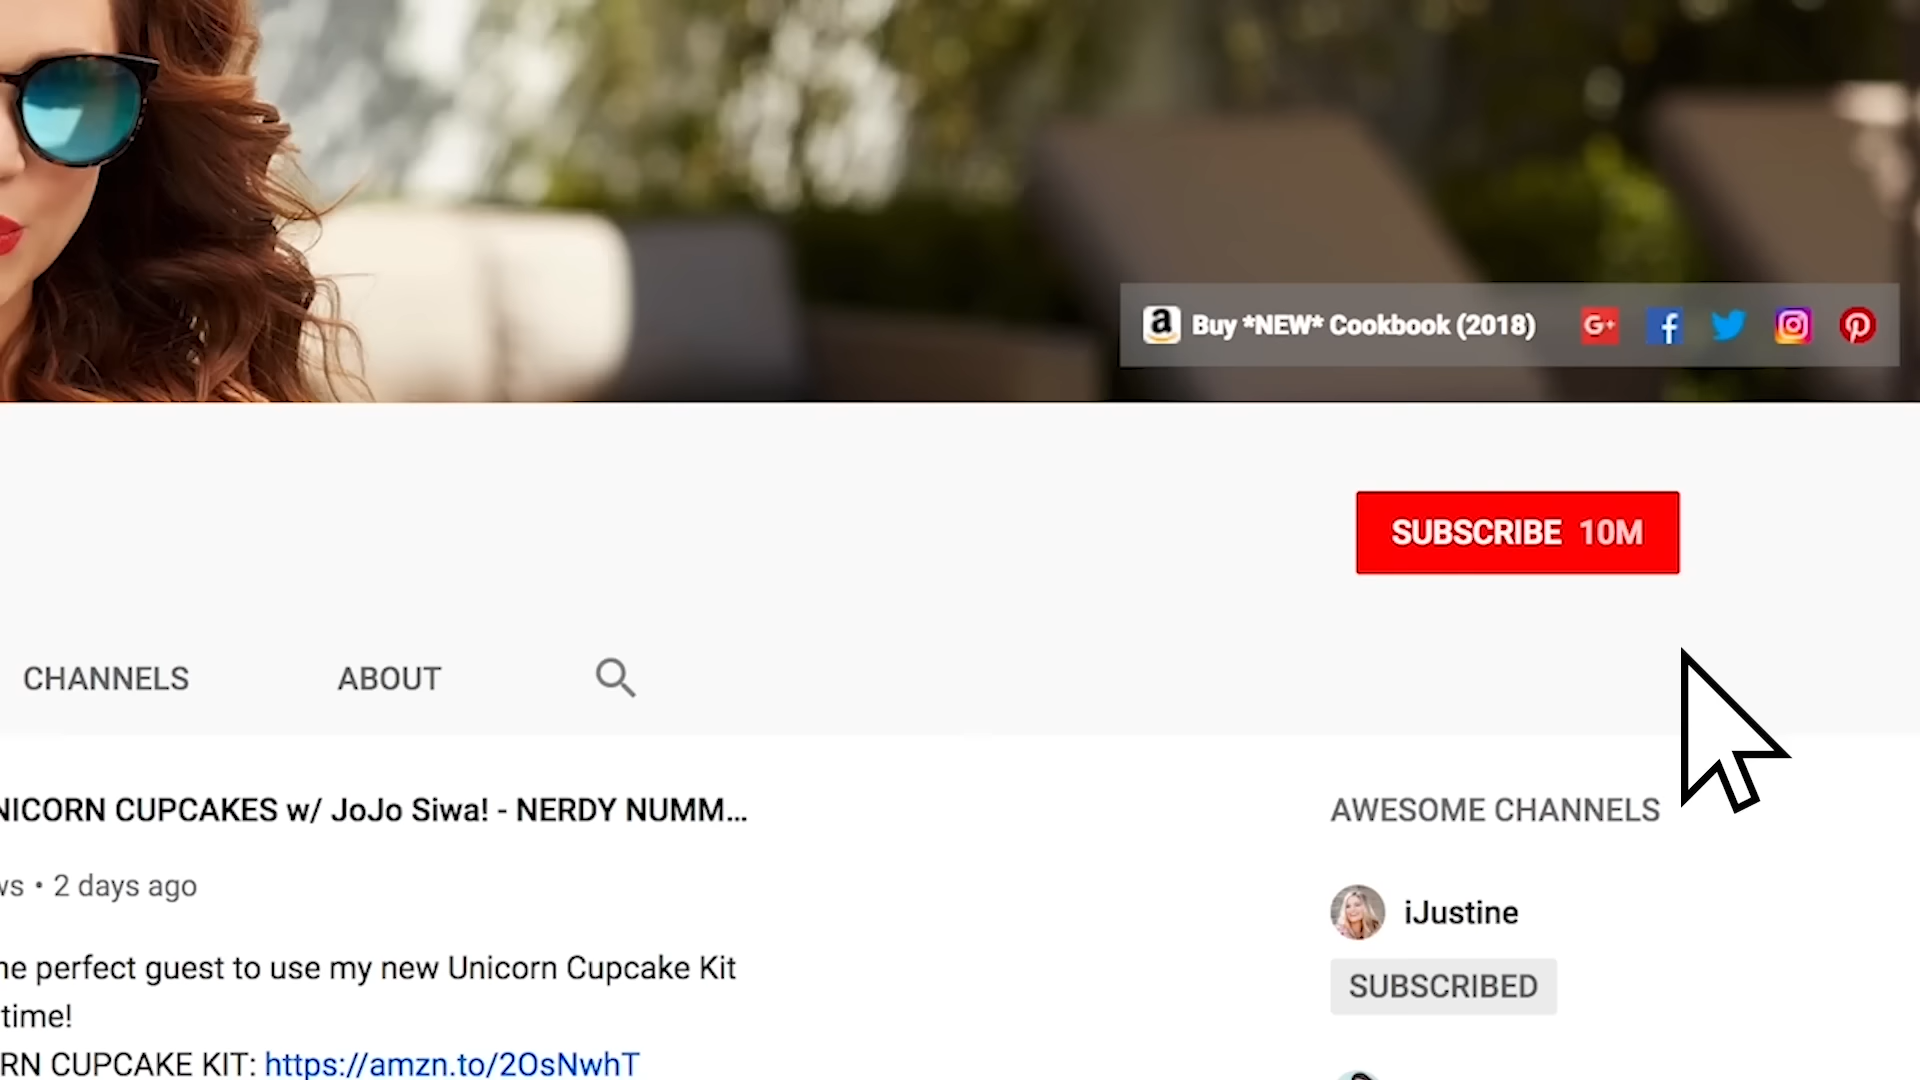 Buy *NEW* Cookbook (2018)
SUBSCRIBE 10M
CHANNELS ABOUT
NICORN CUPCAKES w/ JoJo Siwa! - NERDY NUMM...
ws • 2 days ago
he perfect guest to use my new Unicorn Cupcake Kit
time!
RN CUPCAKE KIT: https://amzn.to/2OsNwhT
AWESOME CHANNELS
iJustine
SUBSCRIBED